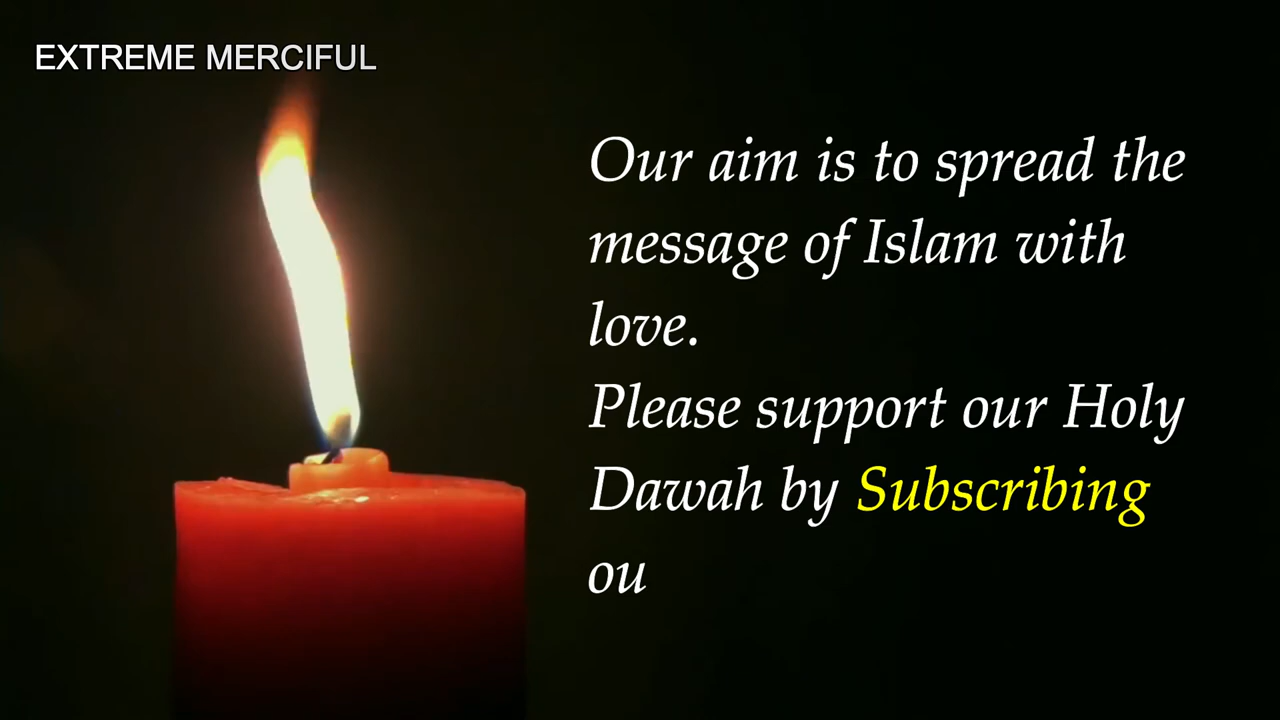 EXTREME MERCIFUL
Our aim is to spread the
message of Islam with
love.
Please support our Holy
Dawah by Subscribing
ou